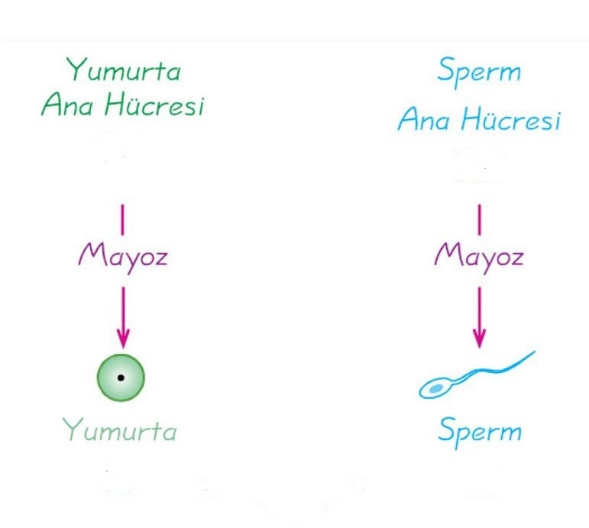 Yumurta
Ana Hücresi
Sperm
Ana Hücresi
Mayoz
Mayoz
Yumurta
Sperm